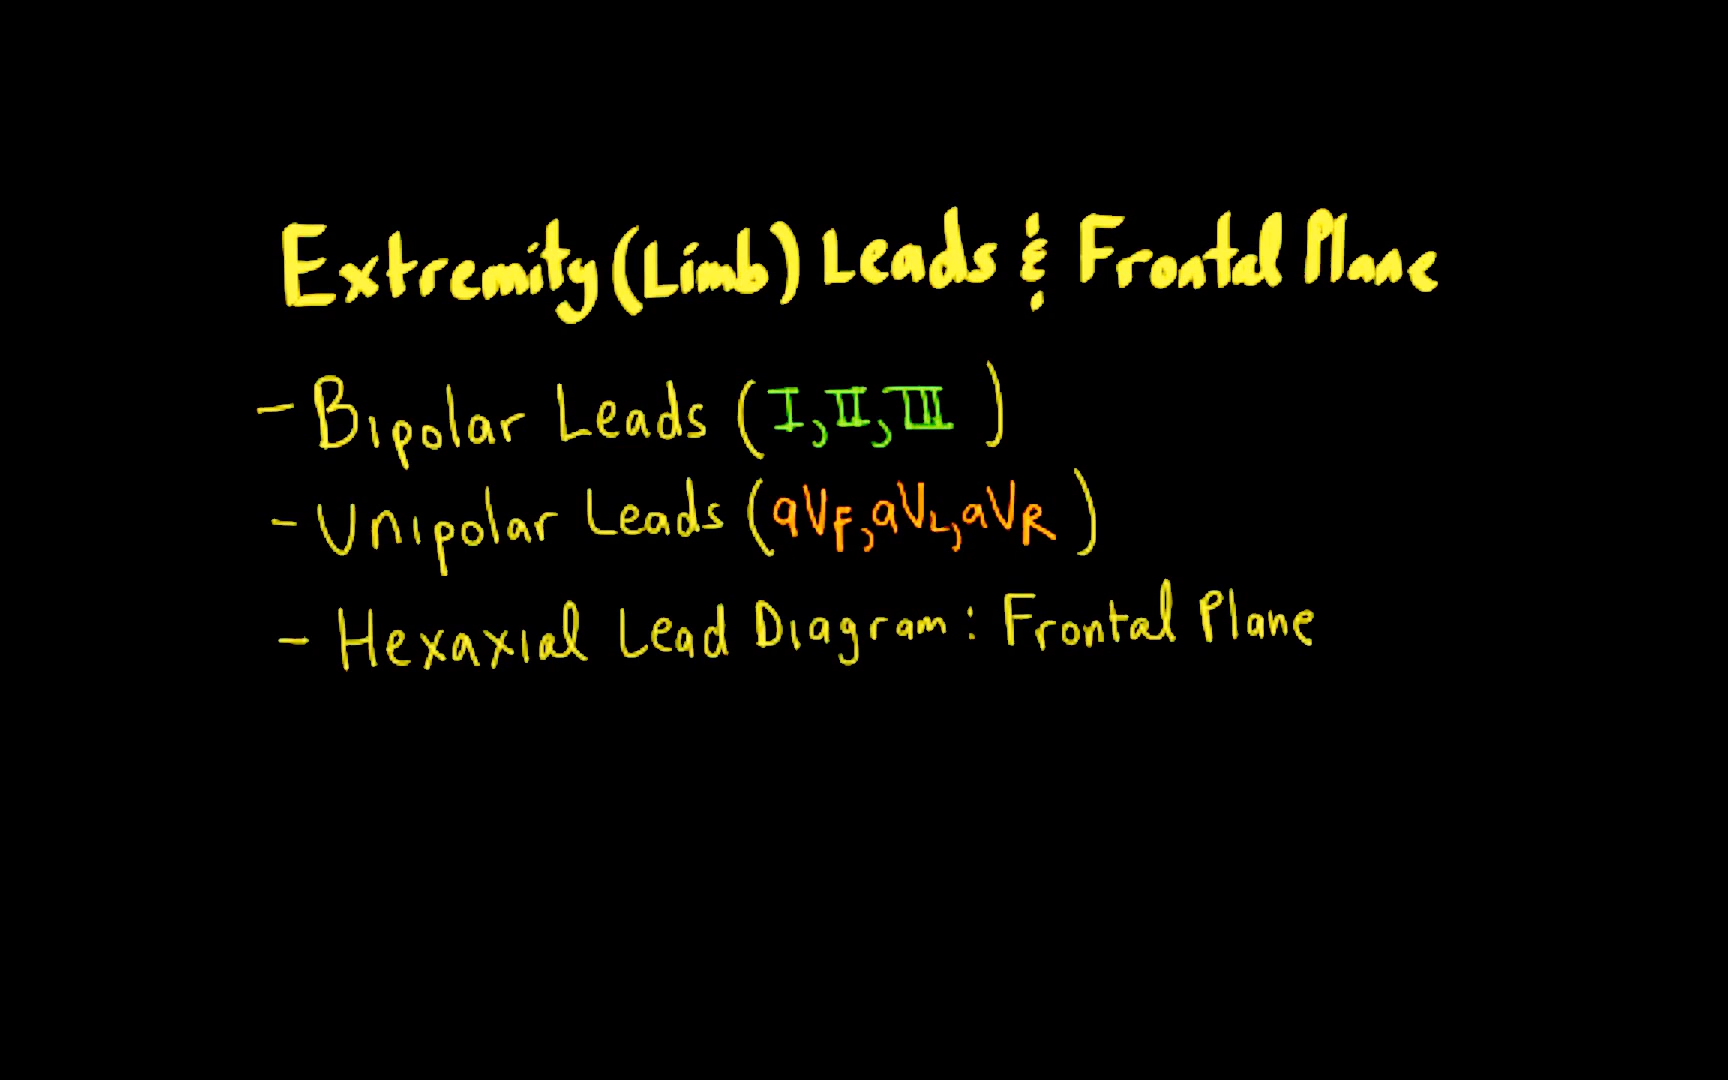 Extremity (Limb) Leads & Frontal Plane
- Bipolar Leads (I, II, III)
- Unipolar Leads (aVF, aVL, aVR)
- Hexaxial Lead Diagram: Frontal Plane